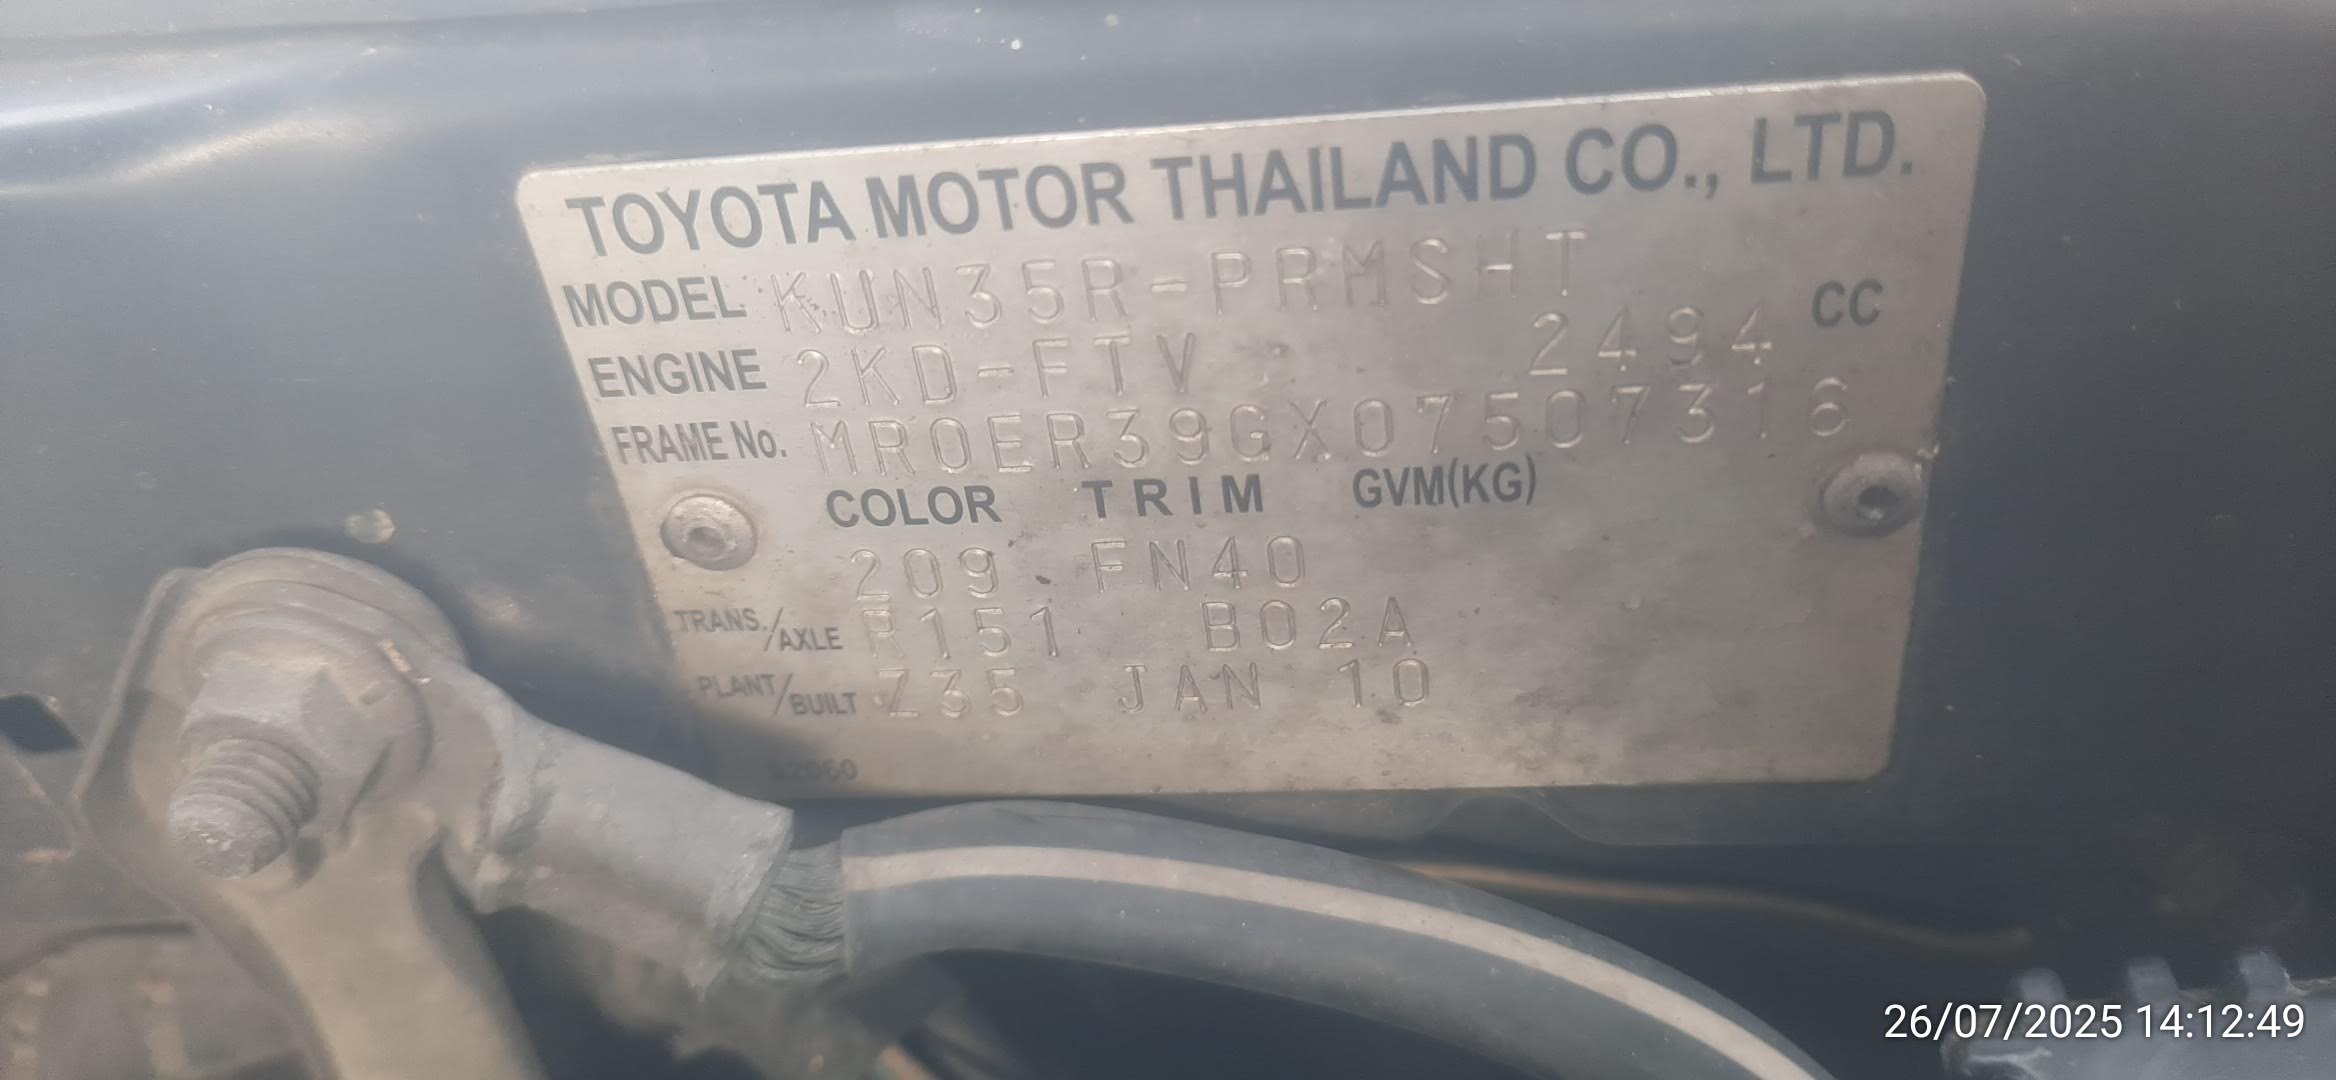 TOYOTA MOTOR THAILAND CO., LTD.
MODEL KUN35R-PRMSHT
ENGINE 2KD-FTV 2494 CC
FRAME No. MR0ER39GX07507316
COLOR TRIM GVM(KG)
209 FN40
TRANS./AXLE R151 B02A
PLANT/BUILT Z35 JAN 10
26/07/2025 14:12:49